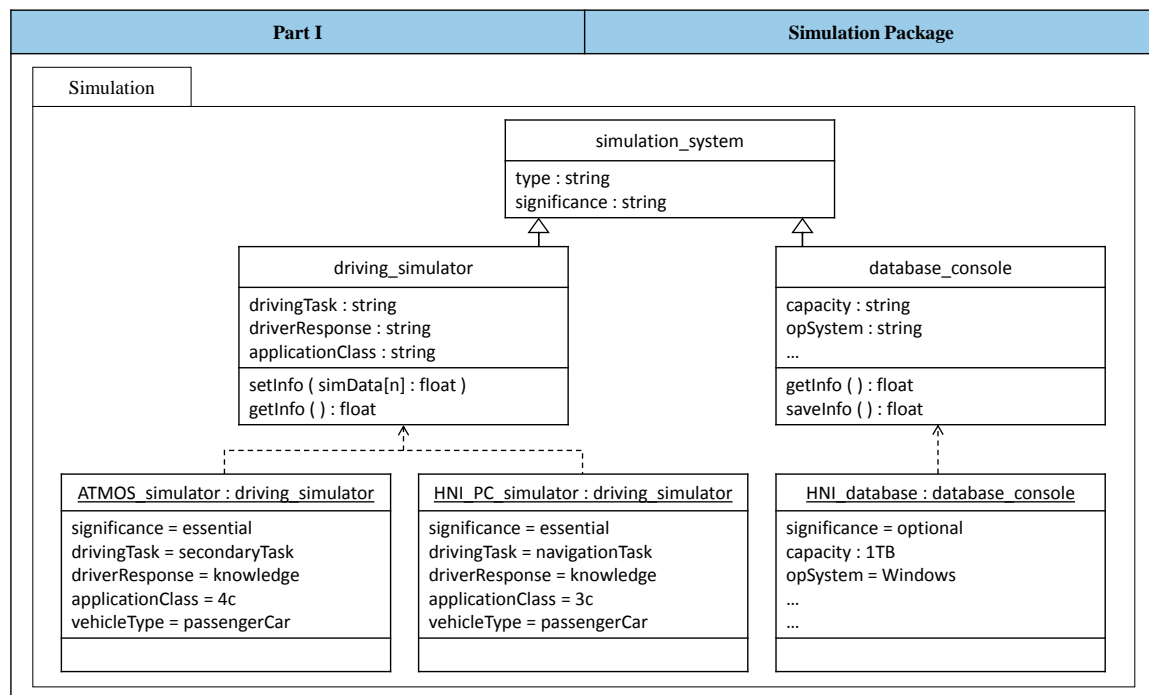 Part I
Simulation Package
Simulation
simulation_system
type : string
significance : string
driving_simulator
drivingTask : string
driverResponse : string
applicationClass : string
setInfo ( simData[n] : float )
getInfo ( ) : float
database_console
capacity : string
opSystem : string
...
getInfo ( ) : float
saveInfo ( ) : float
ATMOS_simulator : driving_simulator
significance = essential
drivingTask = secondaryTask
driverResponse = knowledge
applicationClass = 4c
vehicleType = passengerCar
HNI_PC_simulator : driving_simulator
significance = essential
drivingTask = navigationTask
driverResponse = knowledge
applicationClass = 3c
vehicleType = passengerCar
HNI_database : database_console
significance = optional
capacity : 1TB
opSystem = Windows
...
...